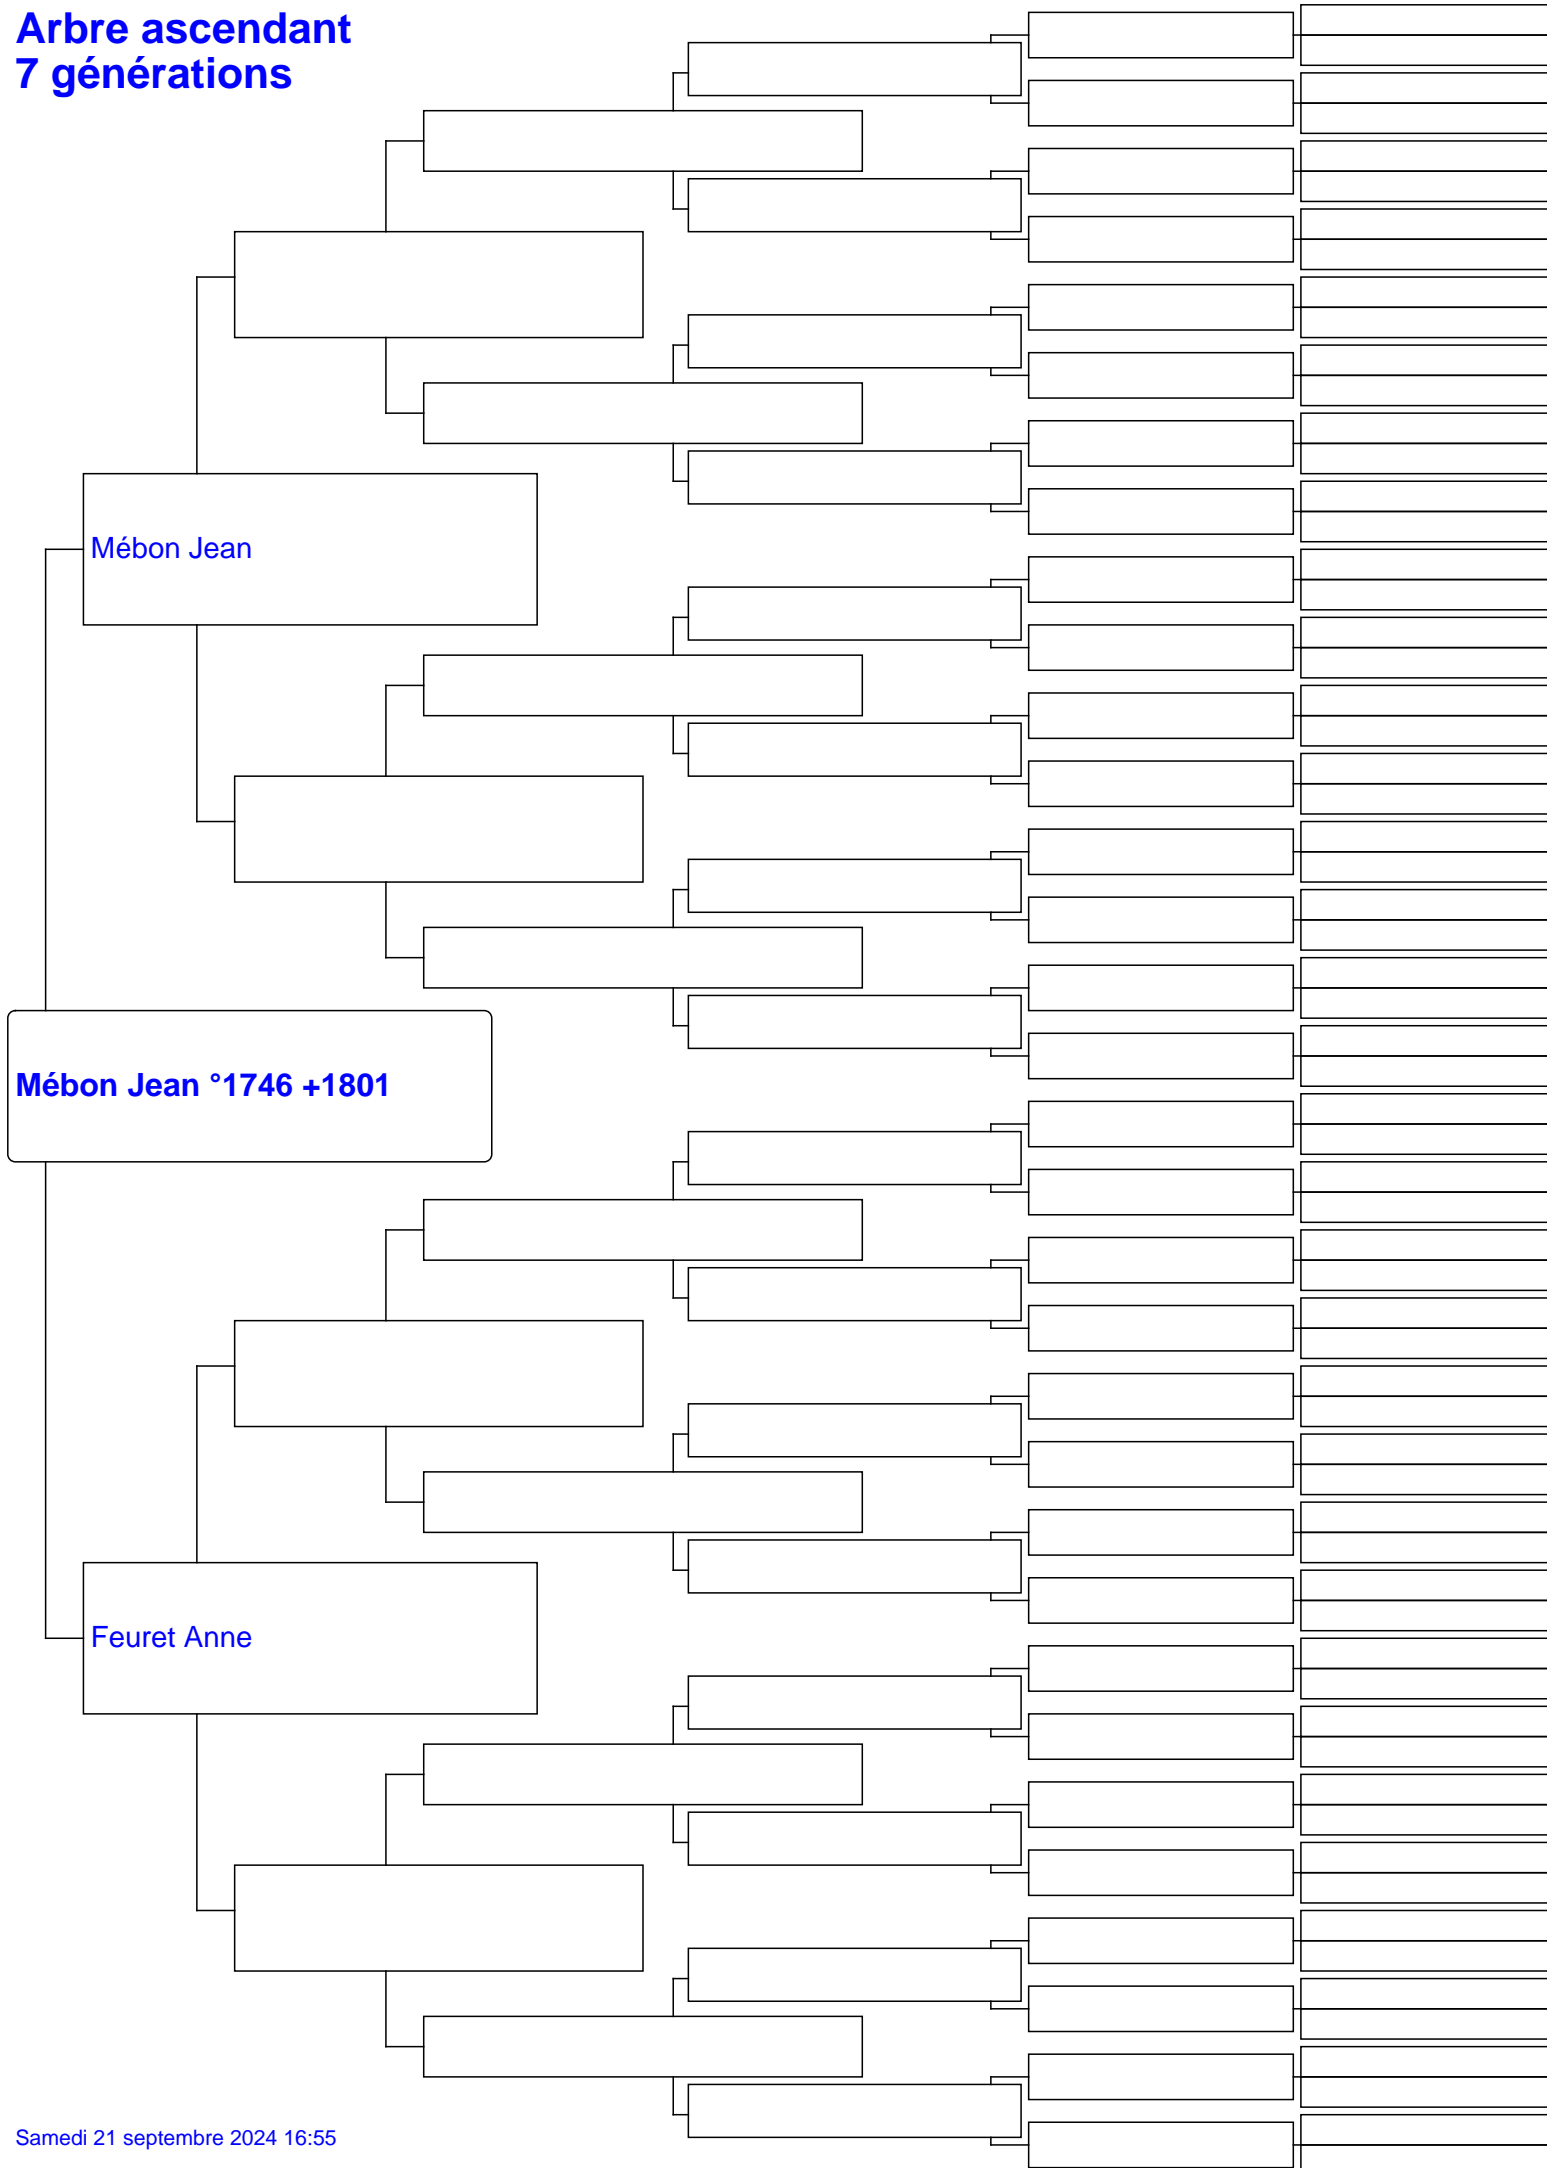 Arbre ascendant
7 générations
Mébon Jean
Mébon Jean °1746 +1801
Feuret Anne
Samedi 21 septembre 2024 16:55